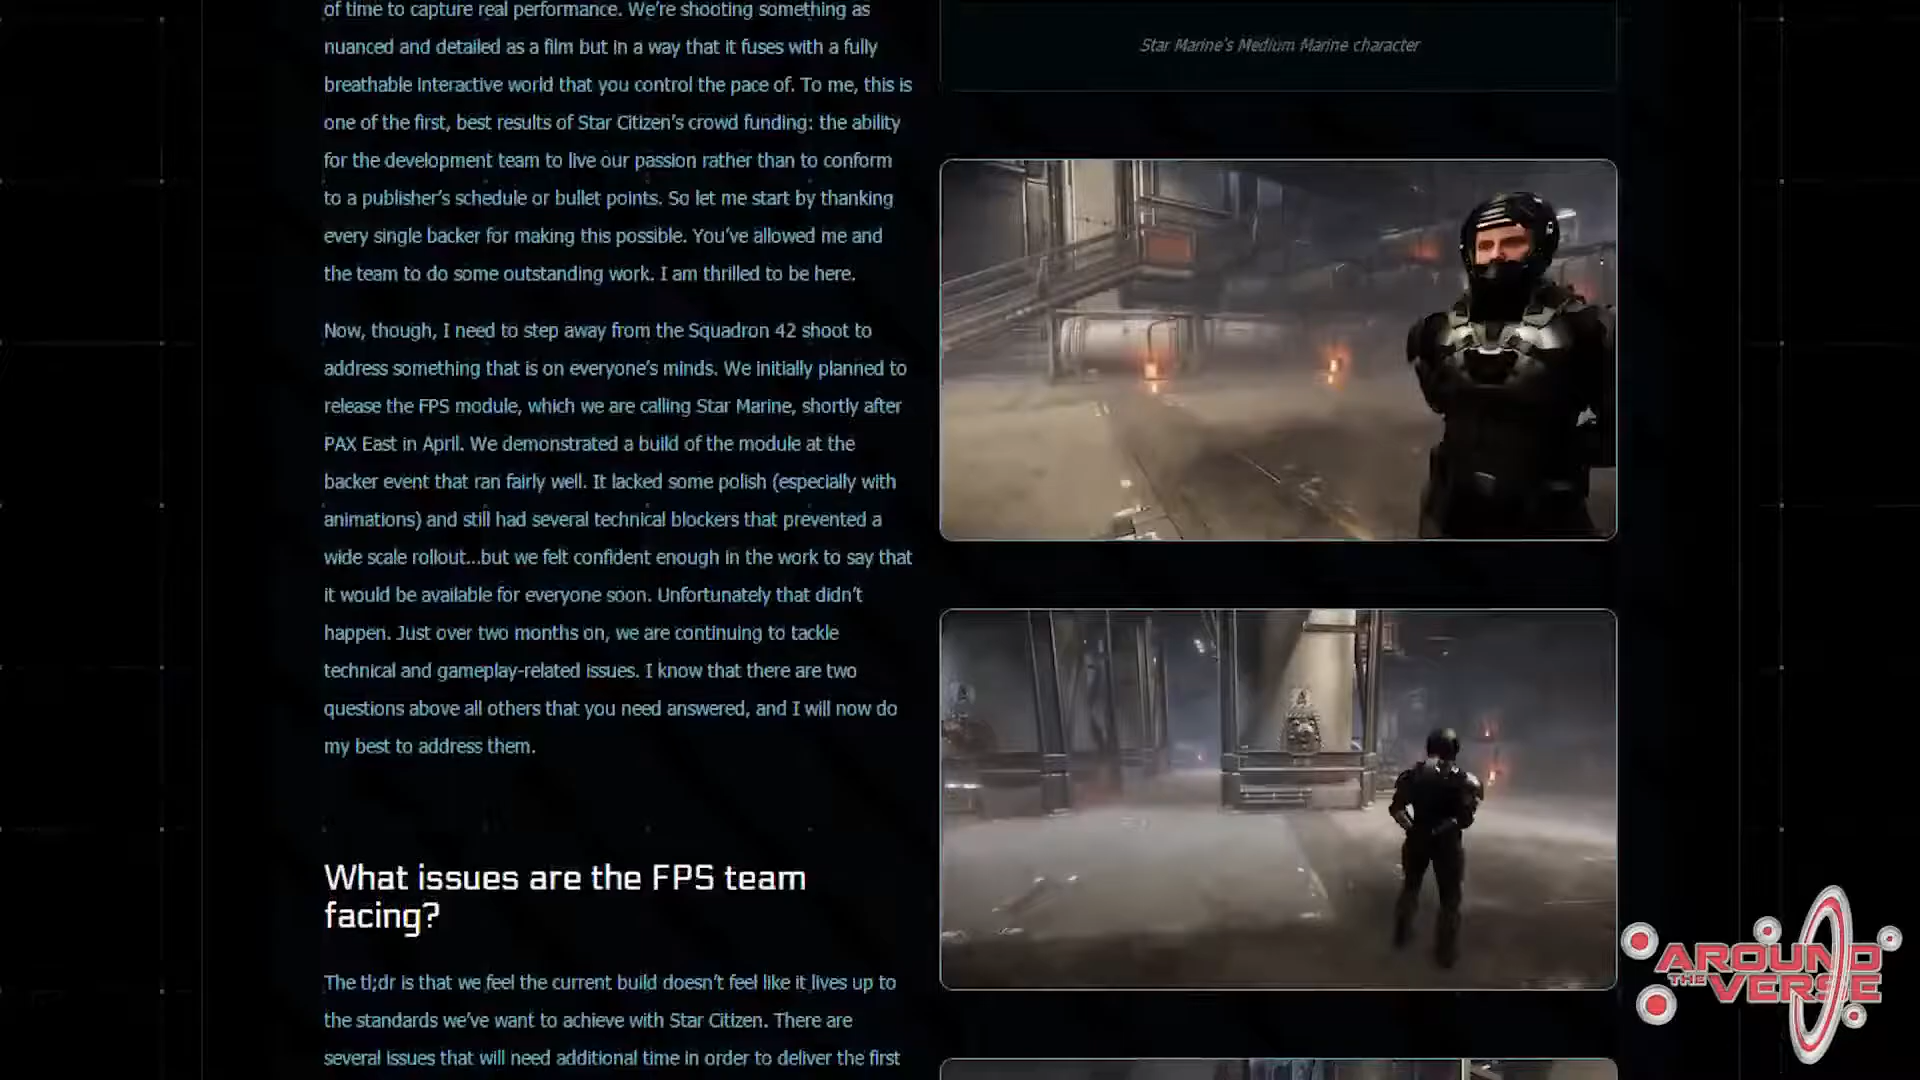 of time to capture real performance. We're shooting something as
nuanced and detailed as a film but in a way that it fuses with a fully
breathable interactive world that you control the pace of. To me, this is
one of the first, best results of Star Citizen's crowd funding: the ability
for the development team to live our passion rather than to conform
to a publisher's schedule or bullet points. So let me start by thanking
every single backer for making this possible. You've allowed me and
the team to do some outstanding work. I am thrilled to be here.
Now, though, I need to step away from the Squadron 42 shoot to
address something that is on everyone's minds. We initially planned to
release the FPS module, which we are calling Star Marine, shortly after
PAX East in April. We demonstrated a build of the module at the
backer event that ran fairly well. It lacked some polish (especially with
animations) and still had several technical blockers that prevented a
wide scale rollout...but we felt confident enough in the work to say that
it would be available for everyone soon. Unfortunately that didn't
happen. Just over two months on, we are continuing to tackle
technical and gameplay-related issues. I know that there are two
questions above all others that you need answered, and I will now do
my best to address them.
What issues are the FPS team
facing?
The tl;dr is that we feel the current build doesn't feel like it lives up to
the standards we've want to achieve with Star Citizen. There are
several issues that will need additional time in order to deliver the first
Star Marine's Medium Marine character
AROUND
THE VERSE